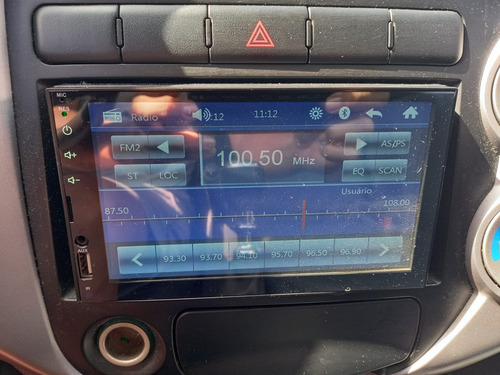 MIC
RES
Radio :12 11:12
FM2 AS/PS
100.50 MHz
ST LOC EQ SCAN
Usuário
87.50 108.00
93.30 93.70 94.10 95.70 96.50 96.90
AUX